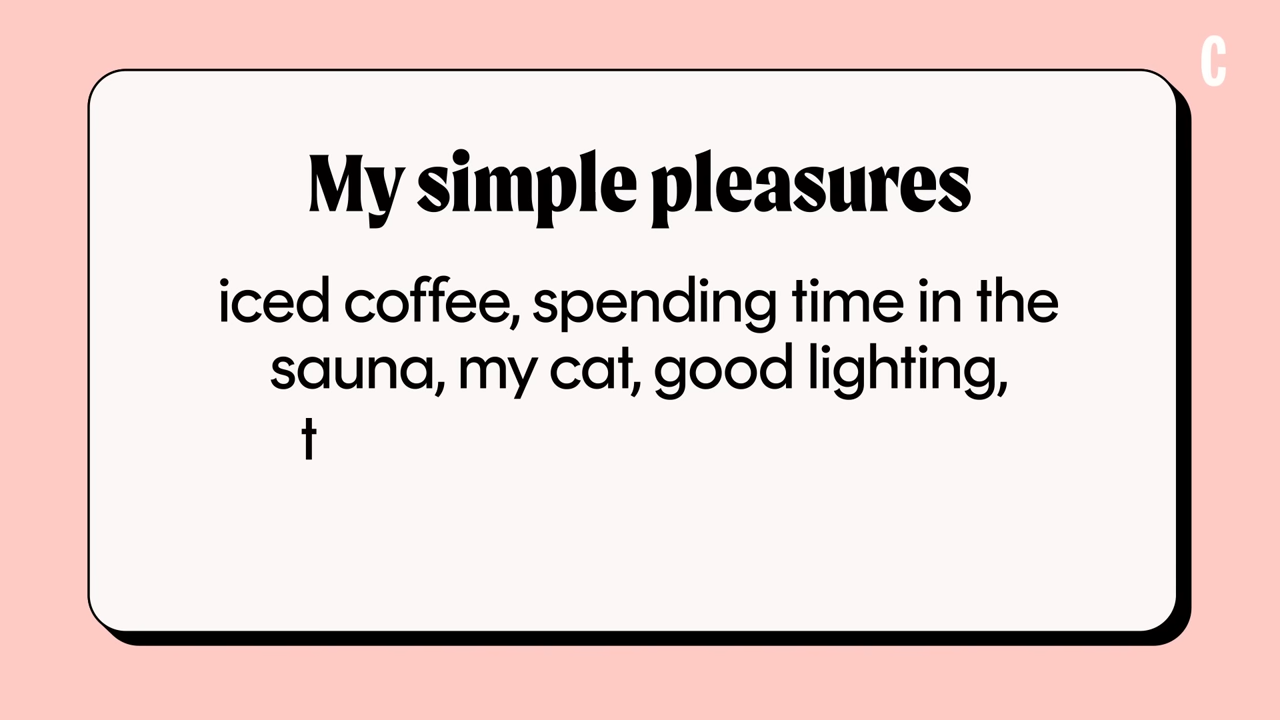 C
My simple pleasures
iced coffee, spending time in the
sauna, my cat, good lighting,
t